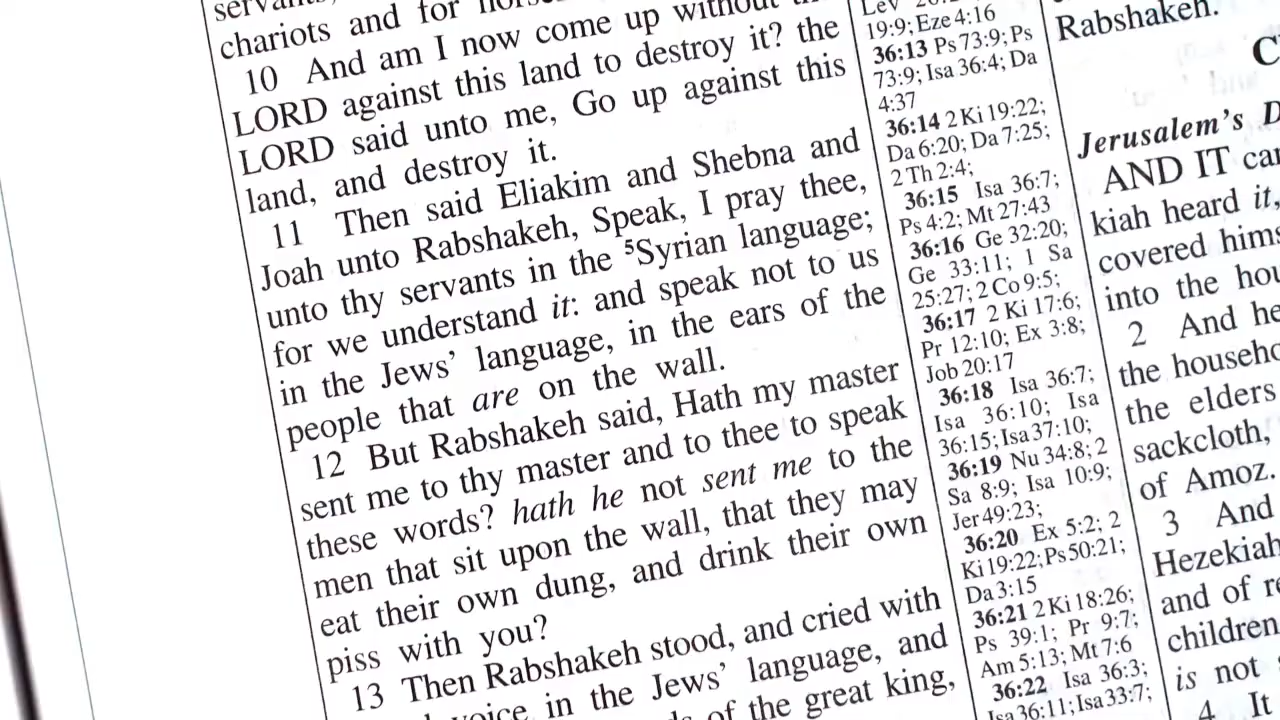 chariots and for
10 And am I now come up without
LORD against this land to destroy it? the
LORD said unto me, Go up against this
land, and destroy it.
11 Then said Eliakim and Shebna and
Joah unto Rabshakeh, Speak, I pray thee,
unto thy servants in the ⁵Syrian language;
for we understand it: and speak not to us
in the Jews' language, in the ears of the
people that are on the wall.
12 But Rabshakeh said, Hath my master
sent me to thy master and to thee to speak
these words? hath he not sent me to the
men that sit upon the wall, that they may
eat their own dung, and drink their own
piss with you?
13 Then Rabshakeh stood, and cried with
voice in the Jews' language, and
of the great king,
Lev
19:9; Eze 4:16
36:13 Ps 73:9; Ps
73:9; Isa 36:4; Da
4:37
36:14 2 Ki 19:22;
Da 6:20; Da 7:25;
2 Th 2:4;
36:15 Isa 36:7;
Ps 4:2; Mt 27:43
36:16 Ge 32:20;
Ge 33:11; 1 Sa
25:27; 2 Co 9:5;
36:17 2 Ki 17:6;
Pr 12:10; Ex 3:8;
Job 20:17
36:18 Isa 36:7;
Isa 36:10; Isa
36:15; Isa 37:10;
36:19 Nu 34:8; 2
Sa 8:9; Isa 10:9;
Jer 49:23;
36:20 Ex 5:2; 2
Ki 19:22; Ps 50:21;
Da 3:15
36:21 2 Ki 18:26;
Ps 39:1; Pr 9:7;
Am 5:13; Mt 7:6
36:22 Isa 36:3;
Isa 36:11; Isa 33:7;
Rabshakeh.
Jerusalem's
AND IT
kiah heard it,
covered
into the
2 And he
the
the elders
sackcloth,
of Amoz.
3 And
Hezekiah
and of
children
is not
4 It